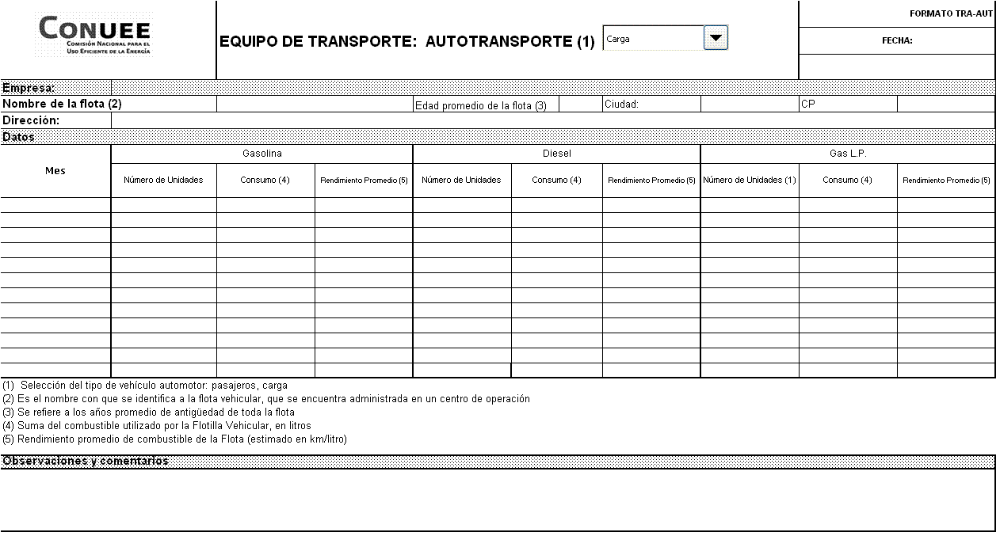 CONUEE
COMISIÓN NACIONAL PARA EL
USO EFICIENTE DE LA ENERGÍA
EQUIPO DE TRANSPORTE: AUTOTRANSPORTE (1)
Carga
FORMATO TRA-AUT
FECHA:
Empresa:
Nombre de la flota (2) Edad promedio de la flota (3) Ciudad: CP
Dirección:
Datos
Mes
Gasolina Diesel Gas L.P.
Número de Unidades Consumo (4) Rendimiento Promedio (5) Número de Unidades Consumo (4) Rendimiento Promedio (5) Número de Unidades (1) Consumo (4) Rendimiento Promedio (5)
(1) Selección del tipo de vehículo automotor: pasajeros, carga
(2) Es el nombre con que se identifica a la flota vehicular, que se encuentra administrada en un centro de operación
(3) Se refiere a los años promedio de antigüedad de toda la flota
(4) Suma del combustible utilizado por la Flotilla Vehicular, en litros
(5) Rendimiento promedio de combustible de la Flota (estimado en km/litro)
Observaciones y comentarios